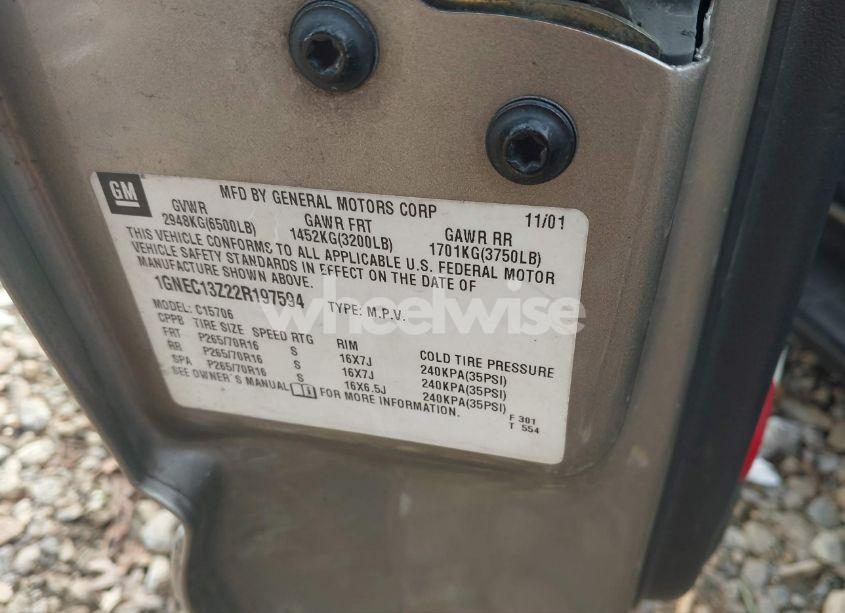 GM
MFD BY GENERAL MOTORS CORP 11/01
GVWR GAWR FRT GAWR RR
2948KG(6500LB) 1452KG(3200LB) 1701KG(3750LB)
THIS VEHICLE CONFORMS TO ALL APPLICABLE U.S. FEDERAL MOTOR
VEHICLE SAFETY STANDARDS IN EFFECT ON THE DATE OF
MANUFACTURE SHOWN ABOVE.
1GNEC13Z22R197594 TYPE: M.P.V.
MODEL: C15706
CPPB TIRE SIZE SPEED RTG RIM COLD TIRE PRESSURE
FRT P265/70R16 S 16X7J 240KPA(35PSI)
RR P265/70R16 S 16X7J 240KPA(35PSI)
SPA P265/70R16 S 16X6.5J 240KPA(35PSI)
SEE OWNER'S MANUAL FOR MORE INFORMATION.
F 301
T 554
wheelwise